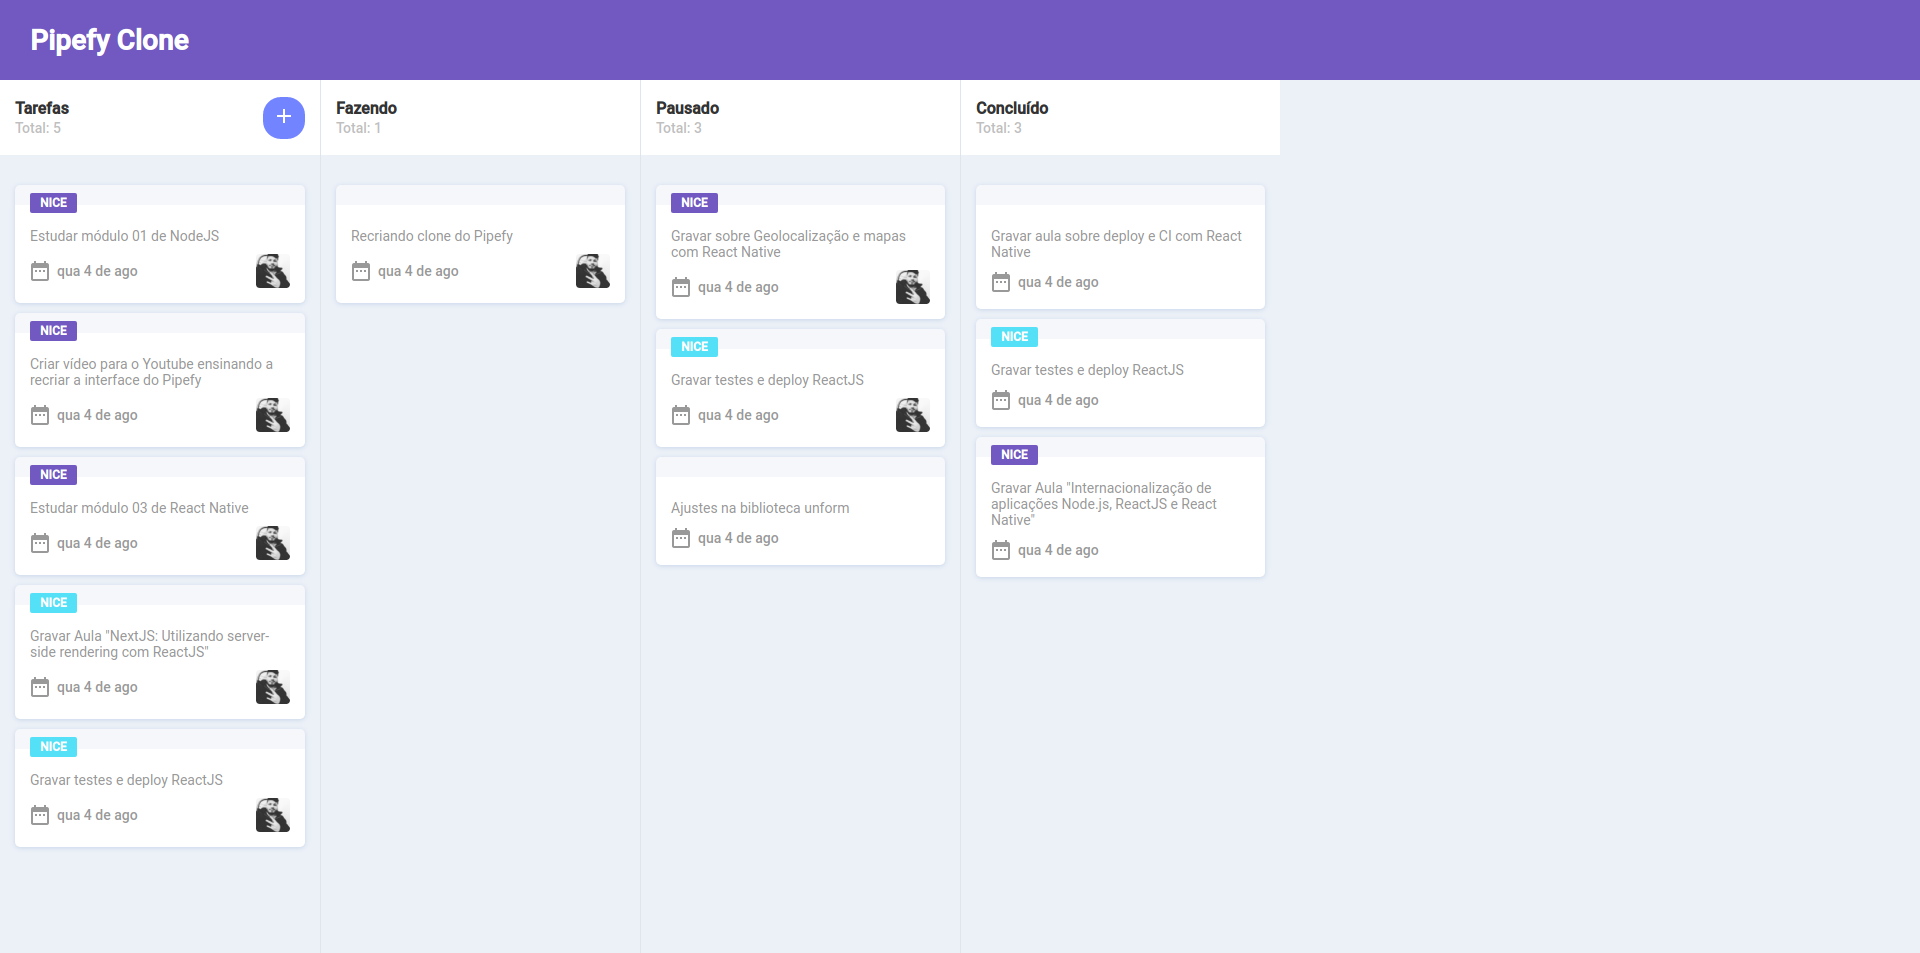 Pipefy Clone
Tarefas
Total: 5
NICE
Estudar módulo 01 de NodeJS
qua 4 de ago
NICE
Criar vídeo para o Youtube ensinando a
recriar a interface do Pipefy
qua 4 de ago
NICE
Estudar módulo 03 de React Native
qua 4 de ago
NICE
Gravar Aula "NextJS: Utilizando server-
side rendering com ReactJS"
qua 4 de ago
NICE
Gravar testes e deploy ReactJS
qua 4 de ago
Fazendo
Total: 1
Recriando clone do Pipefy
qua 4 de ago
Pausado
Total: 3
NICE
Gravar sobre Geolocalização e mapas
com React Native
qua 4 de ago
NICE
Gravar testes e deploy ReactJS
qua 4 de ago
Ajustes na biblioteca unform
qua 4 de ago
Concluído
Total: 3
Gravar aula sobre deploy e CI com React
Native
qua 4 de ago
NICE
Gravar testes e deploy ReactJS
qua 4 de ago
NICE
Gravar Aula "Internacionalização de
aplicações Node.js, ReactJS e React
Native"
qua 4 de ago